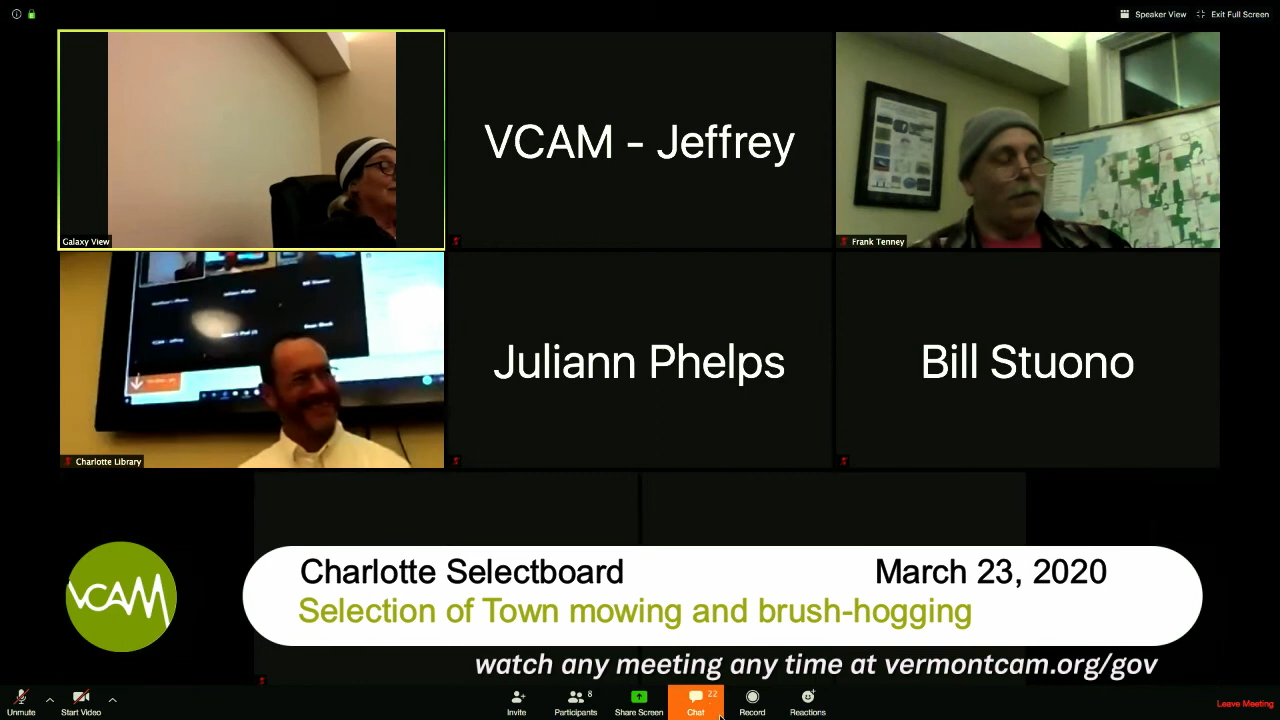 Speaker View
Exit Full Screen
Galaxy View
VCAM - Jeffrey
Frank Tenney
Bill Stuono
Charlotte Library
Juliann Phelps
Bill Stuono
Charlotte Selectboard
March 23, 2020
Selection of Town mowing and brush-hogging
VCAM
watch any meeting any time at vermontcam.org/gov
Unmute
Start Video
Invite
8
Participants
Share Screen
22
Chat
Record
Reactions
Leave Meeting